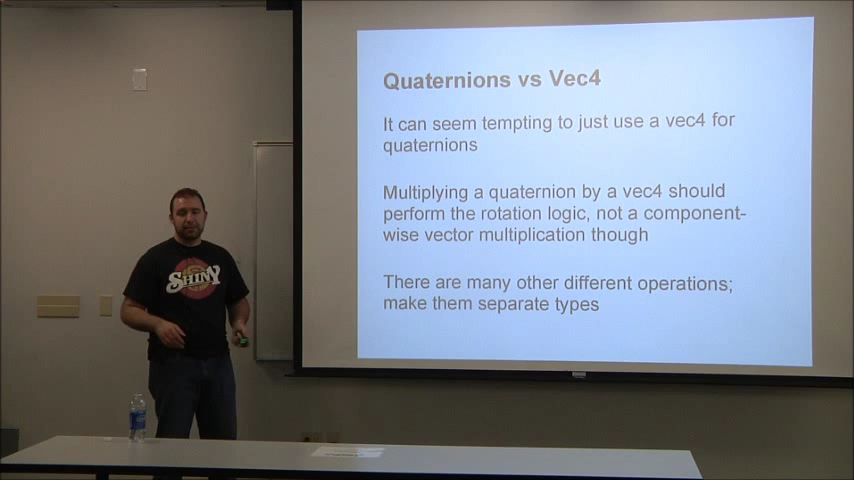 Quaternions vs Vec4
It can seem tempting to just use a vec4 for
quaternions
Multiplying a quaternion by a vec4 should
perform the rotation logic, not a component-
wise vector multiplication though
There are many other different operations;
make them separate types
SHINY